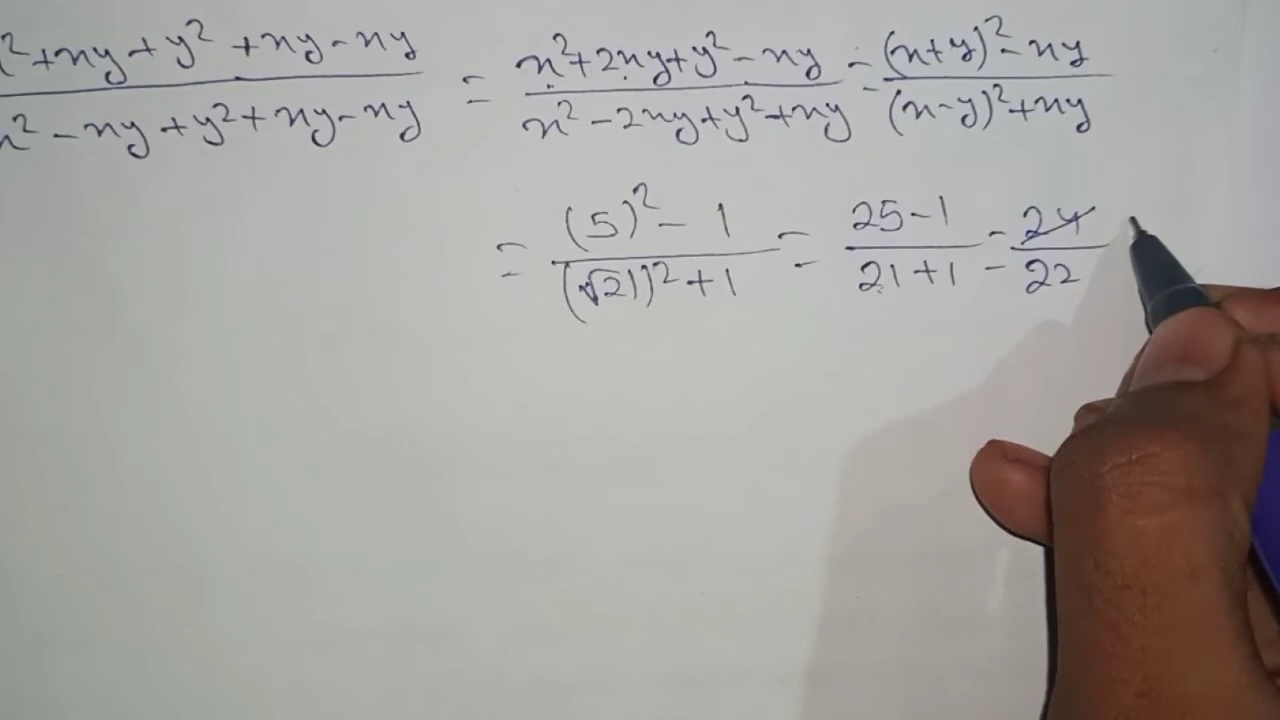 x² + xy + y² + xy - xy / x² - xy + y² + xy - xy = x² + 2xy + y² - xy / x² - 2xy + y² + xy = (x+y)² - xy / (x-y)² + xy
= (5)² - 1 / (√21)² + 1 = 25 - 1 / 21 + 1 = 24 / 22